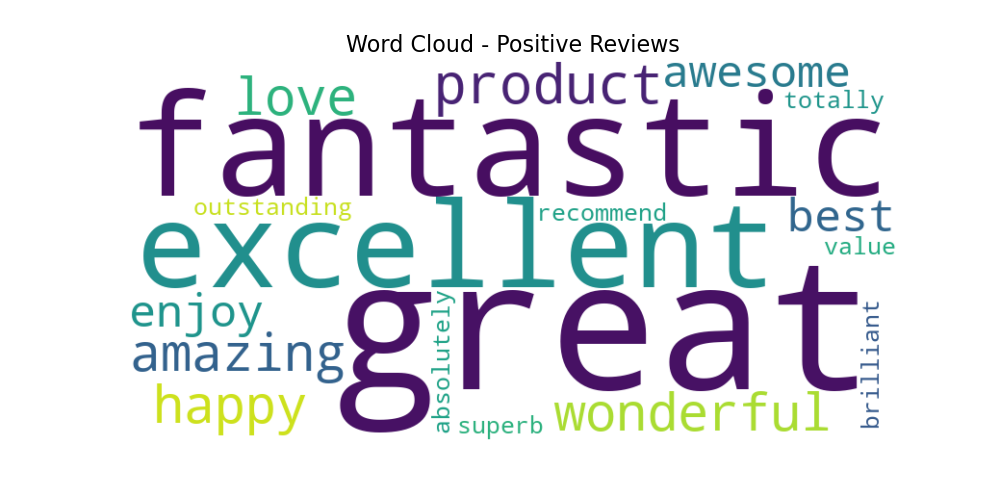 Word Cloud - Positive Reviews
love
product
awesome
totally
fantastic
outstanding
recommend
best
excellent
value
enjoy
great
absolutely
brilliant
amazing
happy
superb
wonderful